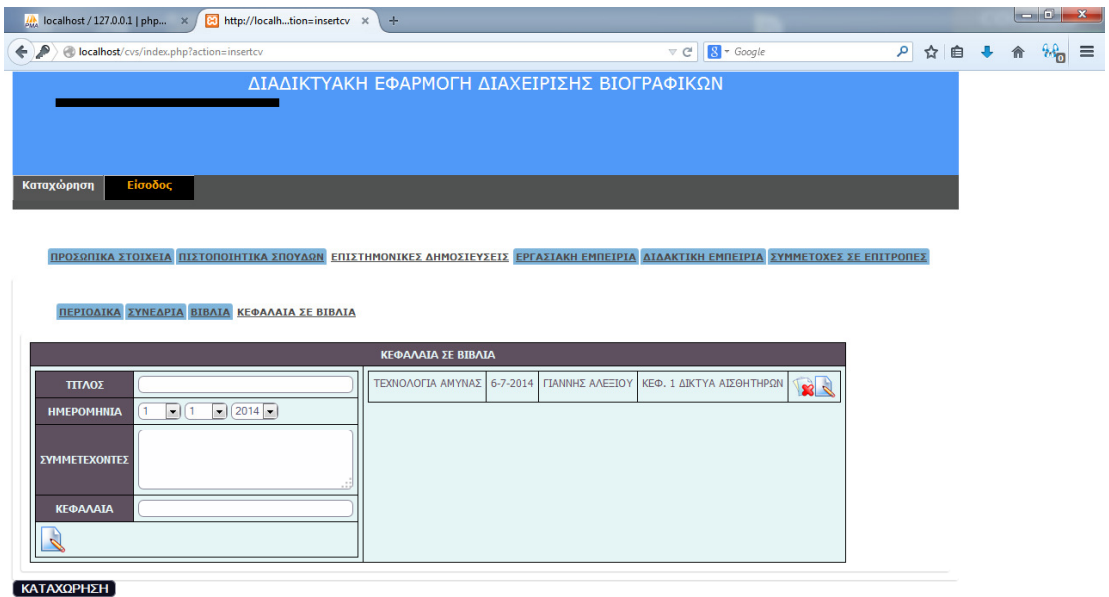 localhost / 127.0.0.1 | php... × http://localh...tion=insertcv × +
localhost/cvs/index.php?action=insertcv Google
ΔΙΑΔΙΚΤΥΑΚΗ ΕΦΑΡΜΟΓΗ ΔΙΑΧΕΙΡΙΣΗΣ ΒΙΟΓΡΑΦΙΚΩΝ
Καταχώρηση Είσοδος
ΠΡΟΣΩΠΙΚΑ ΣΤΟΙΧΕΙΑ ΠΙΣΤΟΠΟΙΗΤΙΚΑ ΣΠΟΥΔΩΝ ΕΠΙΣΤΗΜΟΝΙΚΕΣ ΔΗΜΟΣΙΕΥΣΕΙΣ ΕΡΓΑΣΙΑΚΗ ΕΜΠΕΙΡΙΑ ΔΙΔΑΚΤΙΚΗ ΕΜΠΕΙΡΙΑ ΣΥΜΜΕΤΟΧΕΣ ΣΕ ΕΠΙΤΡΟΠΕΣ
ΠΕΡΙΟΔΙΚΑ ΣΥΝΕΔΡΙΑ ΒΙΒΛΙΑ ΚΕΦΑΛΑΙΑ ΣΕ ΒΙΒΛΙΑ
ΚΕΦΑΛΑΙΑ ΣΕ ΒΙΒΛΙΑ
ΤΙΤΛΟΣ ΤΕΧΝΟΛΟΓΙΑ ΑΜΥΝΑΣ 6-7-2014 ΓΙΑΝΝΗΣ ΑΛΕΞΙΟΥ ΚΕΦ. 1 ΔΙΚΤΥΑ ΑΙΣΘΗΤΗΡΩΝ
ΗΜΕΡΟΜΗΝΙΑ 1 1 2014
ΣΥΜΜΕΤΕΧΟΝΤΕΣ
ΚΕΦΑΛΑΙΑ
ΚΑΤΑΧΩΡΗΣΗ